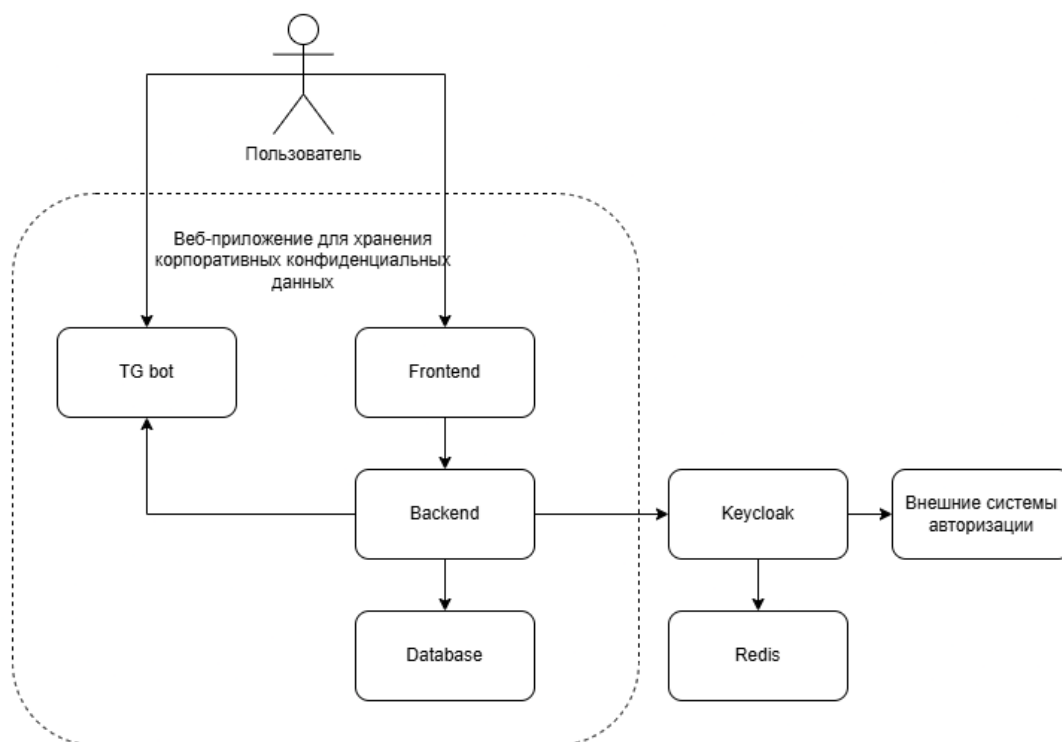 Пользователь
Веб-приложение для хранения
корпоративных конфиденциальных
данных
TG bot
Frontend
Backend
Keycloak
Внешние системы
авторизации
Database
Redis